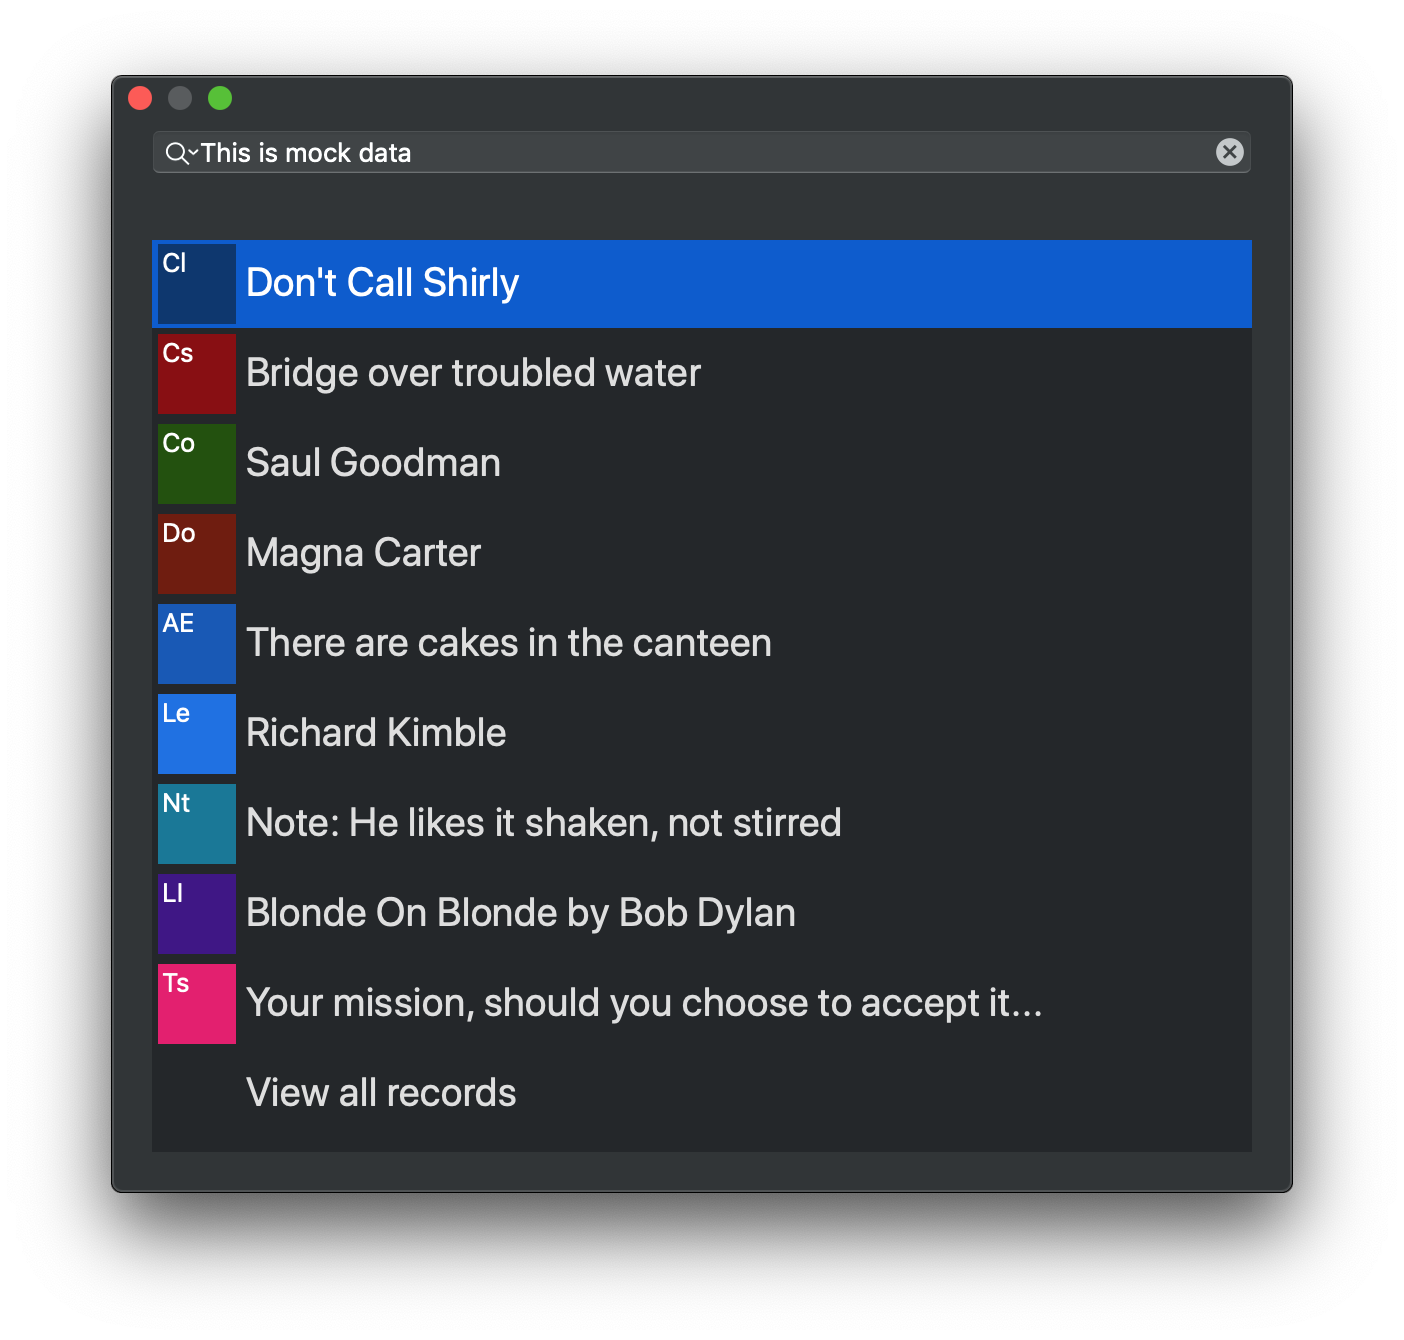 This is mock data
Cl
Don't Call Shirly
Cs
Bridge over troubled water
Co
Saul Goodman
Do
Magna Carter
AE
There are cakes in the canteen
Le
Richard Kimble
Nt
Note: He likes it shaken, not stirred
LI
Blonde On Blonde by Bob Dylan
Ts
Your mission, should you choose to accept it...
View all records